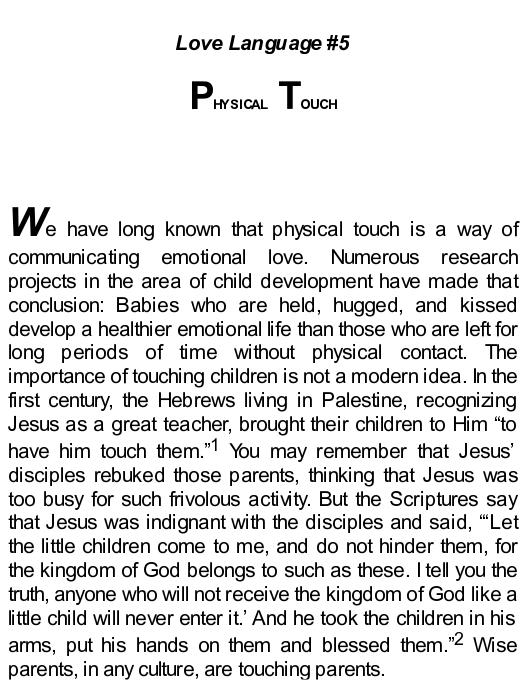 Love Language #5
PHYSICAL TOUCH
We have long known that physical touch is a way of
communicating emotional love. Numerous research
projects in the area of child development have made that
conclusion: Babies who are held, hugged, and kissed
develop a healthier emotional life than those who are left for
long periods of time without physical contact. The
importance of touching children is not a modern idea. In the
first century, the Hebrews living in Palestine, recognizing
Jesus as a great teacher, brought their children to Him “to
have him touch them.”1 You may remember that Jesus’
disciples rebuked those parents, thinking that Jesus was
too busy for such frivolous activity. But the Scriptures say
that Jesus was indignant with the disciples and said, “‘Let
the little children come to me, and do not hinder them, for
the kingdom of God belongs to such as these. I tell you the
truth, anyone who will not receive the kingdom of God like a
little child will never enter it.’ And he took the children in his
arms, put his hands on them and blessed them.”2 Wise
parents, in any culture, are touching parents.